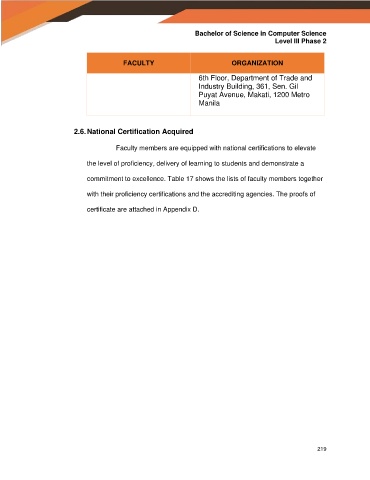 Bachelor of Science in Computer Science
Level III Phase 2
FACULTY ORGANIZATION
6th Floor, Department of Trade and
Industry Building, 361, Sen. Gil
Puyat Avenue, Makati, 1200 Metro
Manila
2.6. National Certification Acquired
Faculty members are equipped with national certifications to elevate
the level of proficiency, delivery of learning to students and demonstrate a
commitment to excellence. Table 17 shows the lists of faculty members together
with their proficiency certifications and the accrediting agencies. The proofs of
certificate are attached in Appendix D.
219